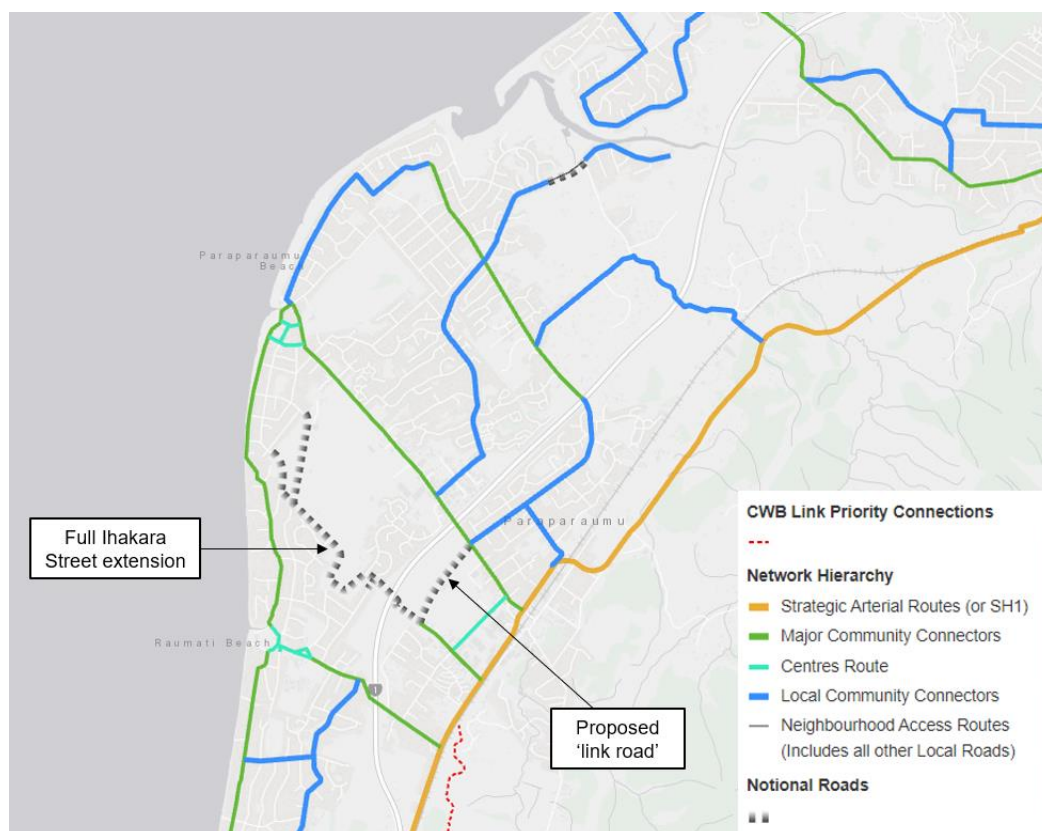 Paraparaumu
Beach
Full Ihakara
Street extension
Paraparaumu
Raumati Beach
1
Proposed
'link road'
CWB Link Priority Connections
Network Hierarchy
Strategic Arterial Routes (or SH1)
Major Community Connectors
Centres Route
Local Community Connectors
Neighbourhood Access Routes
(Includes all other Local Roads)
Notional Roads